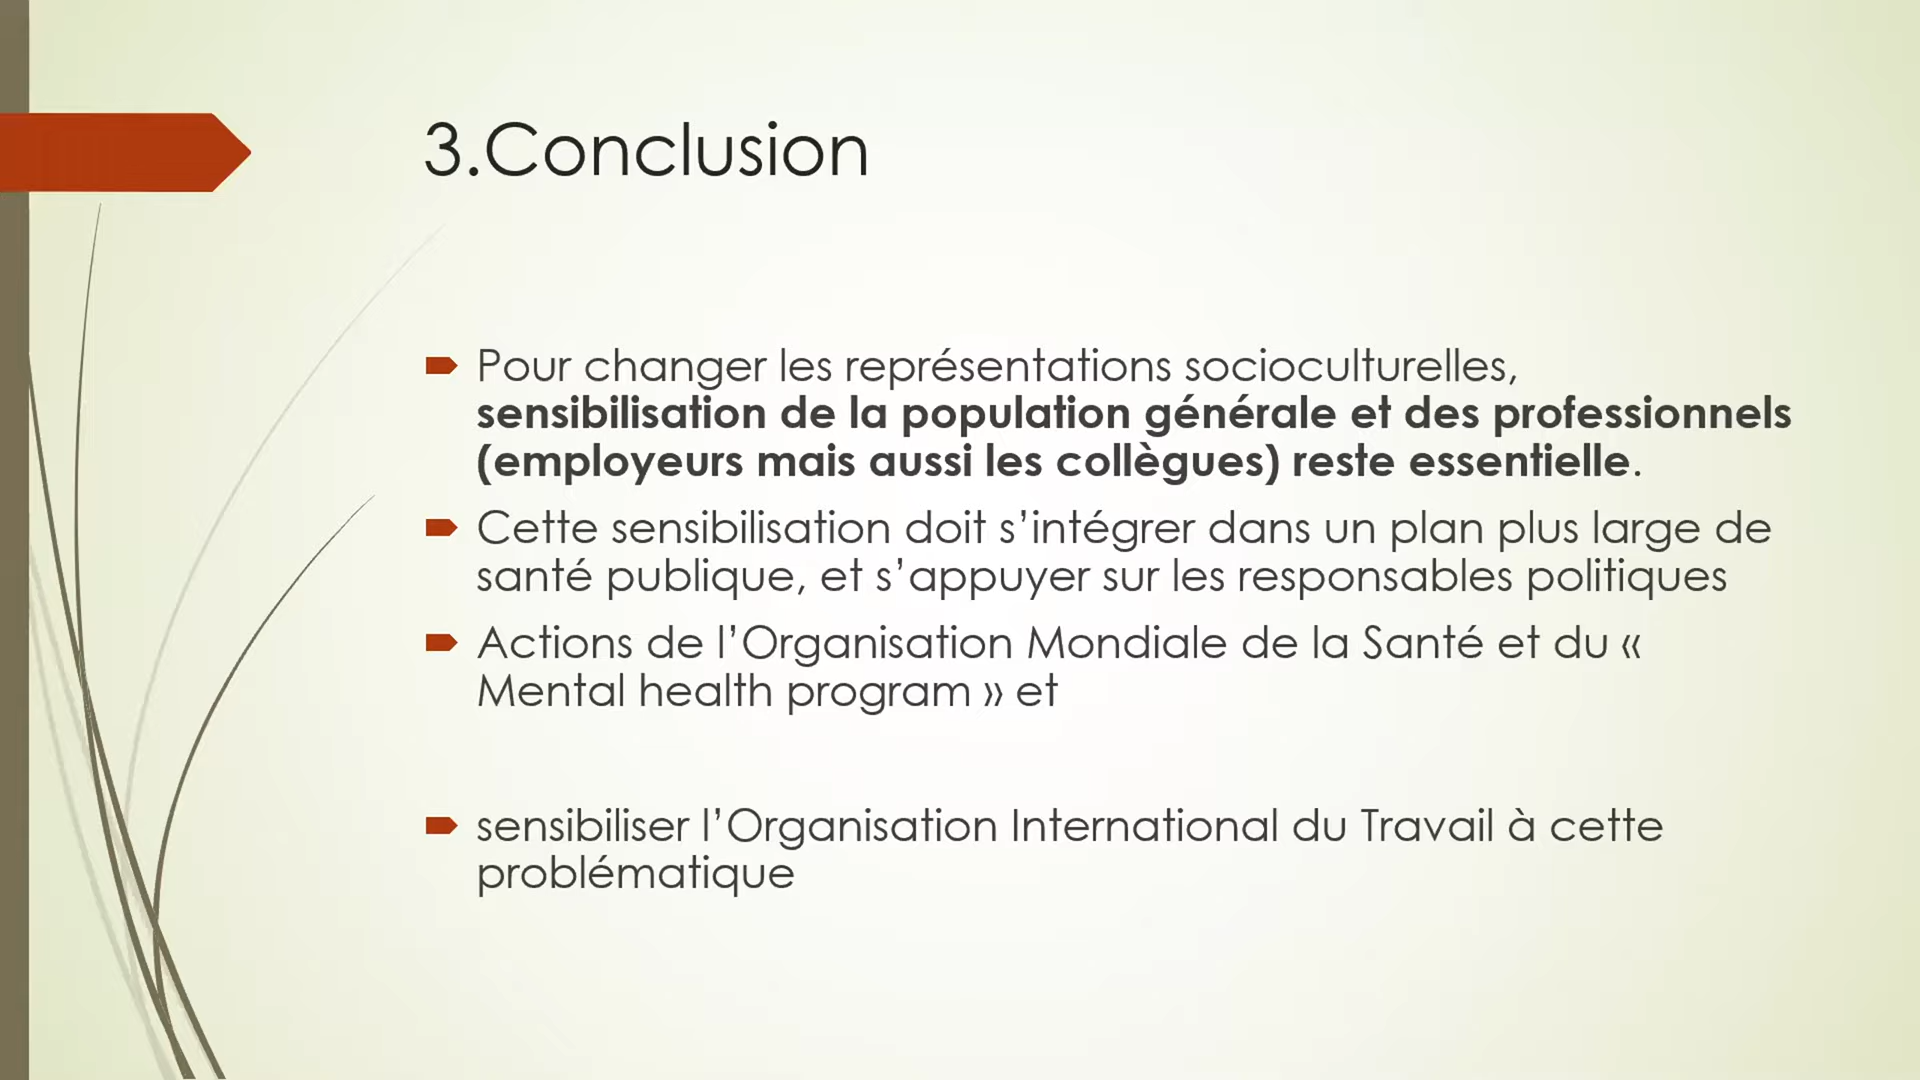 3.Conclusion
Pour changer les représentations socioculturelles,
sensibilisation de la population générale et des professionnels
(employeurs mais aussi les collègues) reste essentielle.
Cette sensibilisation doit s’intégrer dans un plan plus large de
santé publique, et s’appuyer sur les responsables politiques
Actions de l’Organisation Mondiale de la Santé et du «
Mental health program » et
sensibiliser l’Organisation International du Travail à cette
problématique